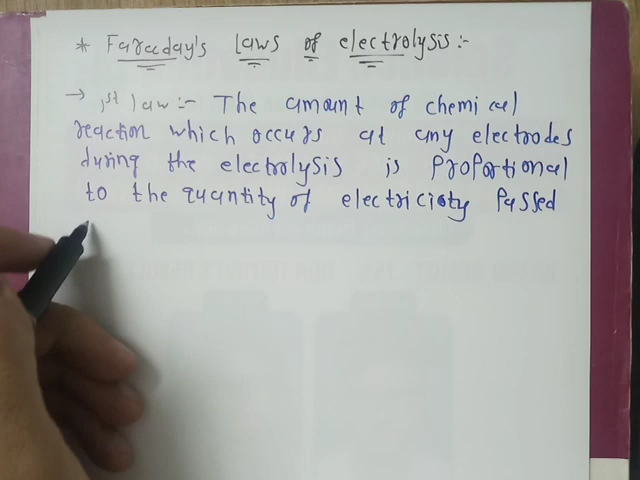 * Faraday's laws of electrolysis:-
→ 1st law:- The amount of chemical
reaction which occurs at any electrodes
during the electrolysis is proportional
to the quantity of electricioty passed